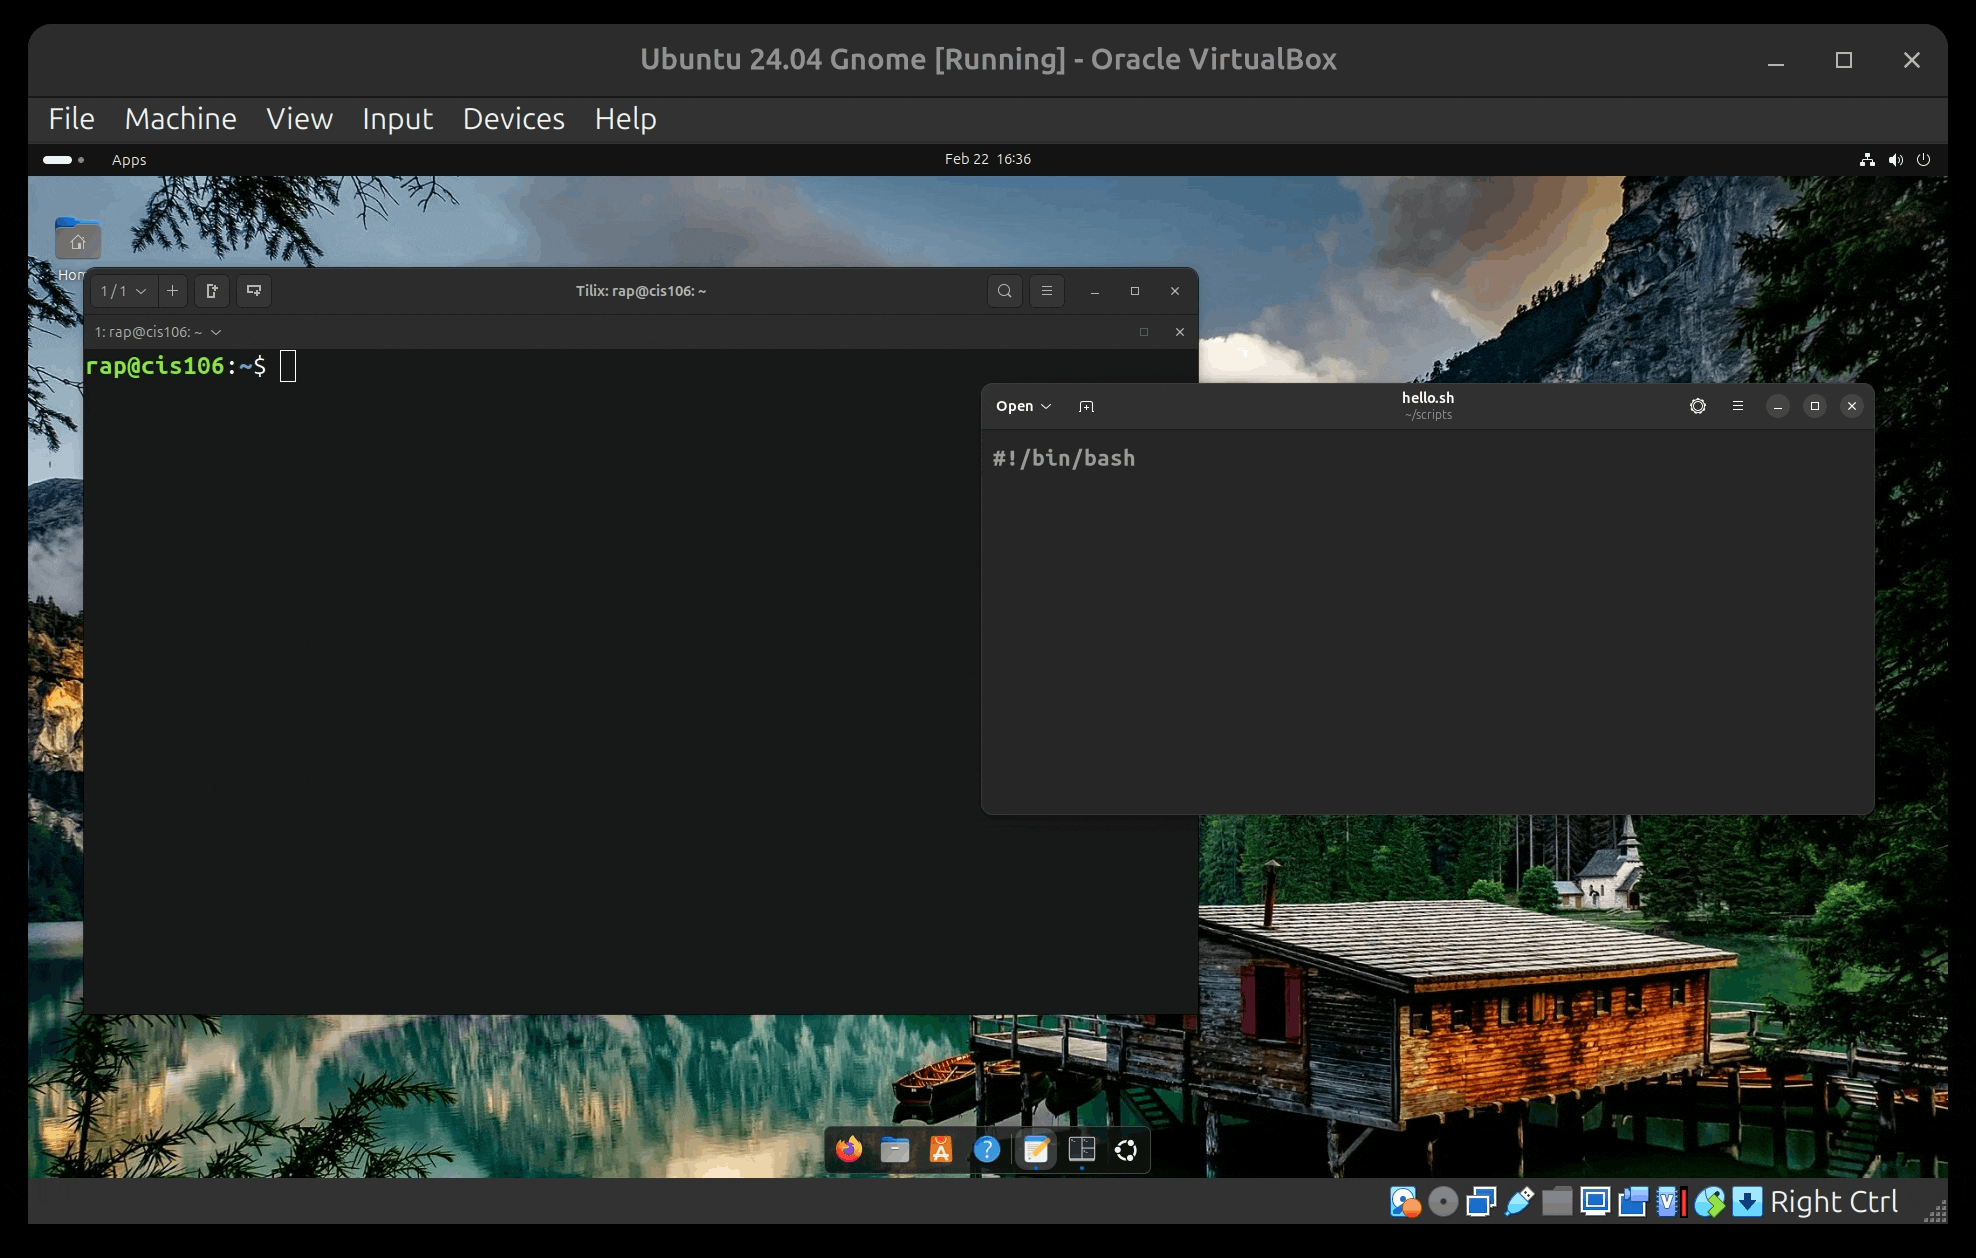 Ubuntu 24.04 Gnome [Running] - Oracle VirtualBox
File Machine View Input Devices Help
Apps
Feb 22 16:36
Hom
1 / 1
Tilix: rap@cis106: ~
1: rap@cis106: ~
rap@cis106:~$
Open
hello.sh
~/scripts
#!/bin/bash
Right Ctrl